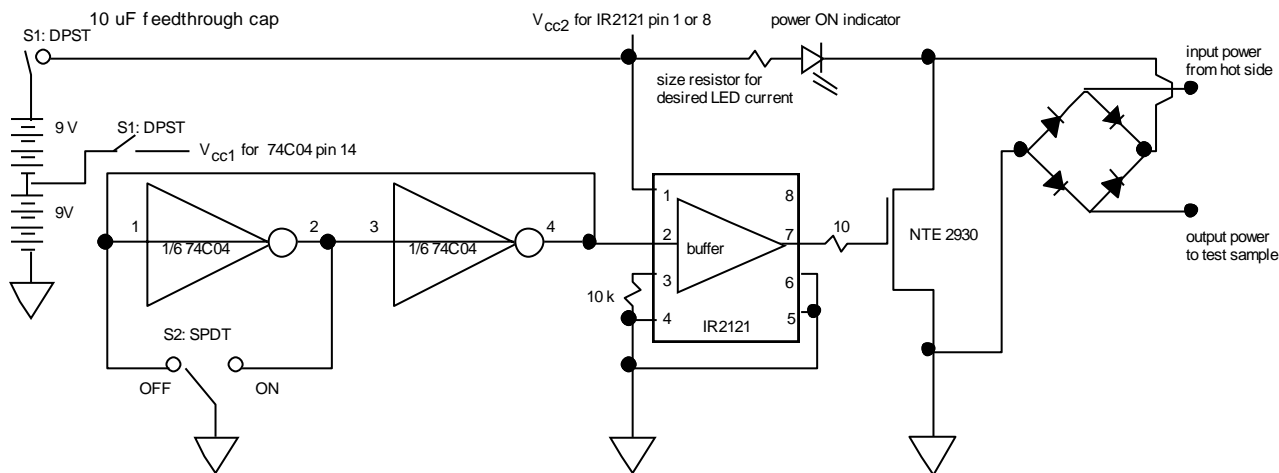 10 uF feedthrough cap
S1: DPST
Vcc2 for IR2121 pin 1 or 8
power ON indicator
input power
from hot side
size resistor for
desired LED current
9 V
S1: DPST
Vcc1 for 74C04 pin 14
9V
1
1/6 74C04
2
3
1/6 74C04
4
1
2
3
4
buffer
8
7
6
5
IR2121
10 k
10
NTE 2930
output power
to test sample
S2: SPDT
OFF
ON